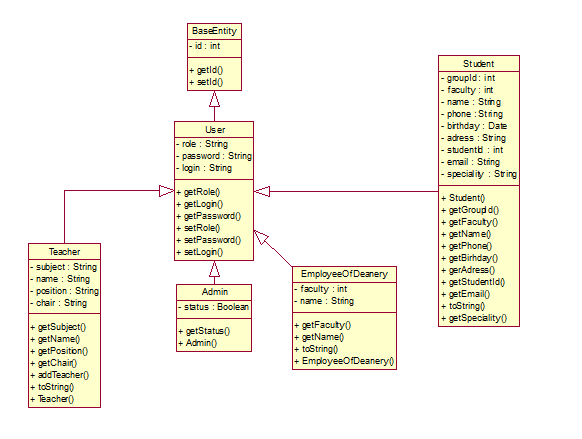 BaseEntity
- id : int
+ getId()
+ setId()
User
- role : String
- password : String
- login : String
+ getRole()
+ getLogin()
+ getPassword()
+ setRole()
+ setPassword()
+ setLogin()
Student
- groupId : int
- faculty : int
- name : String
- phone : String
- birthday : Date
- adress : String
- studentId : int
- email : String
- speciality : String
+ Student()
+ getGroupId()
+ getFaculty()
+ getName()
+ getPhone()
+ getBirhday()
+ gerAdress()
+ getStudentId()
+ getEmail()
+ toString()
+ getSpeciality()
Teacher
- subject : String
- name : String
- position : String
- chair : String
+ getSubject()
+ getName()
+ getPosition()
+ getChair()
+ addTeacher()
+ toString()
+ Teacher()
Admin
- status : Boolean
+ getStatus()
+ Admin()
EmployeeOfDeanery
- faculty : int
- name : String
+ getFaculty()
+ getName()
+ toString()
+ EmployeeOfDeanery()